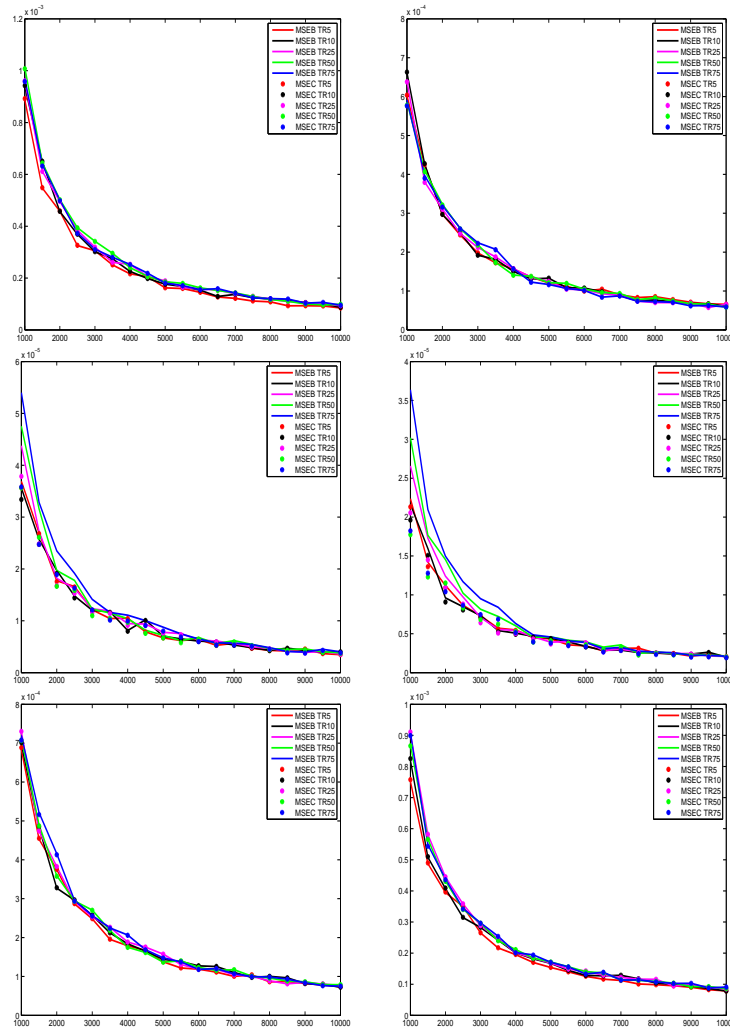 x 10⁻³
1.2
1
0.8
0.6
0.4
0.2
0
1000 2000 3000 4000 5000 6000 7000 8000 9000 10000
MSEB TR5
MSEB TR10
MSEB TR25
MSEB TR50
MSEB TR75
MSEC TR5
MSEC TR10
MSEC TR25
MSEC TR50
MSEC TR75
x 10⁻⁴
8
7
6
5
4
3
2
1
0
1000 2000 3000 4000 5000 6000 7000 8000 9000 10000
MSEB TR5
MSEB TR10
MSEB TR25
MSEB TR50
MSEB TR75
MSEC TR5
MSEC TR10
MSEC TR25
MSEC TR50
MSEC TR75
x 10⁻⁵
6
5
4
3
2
1
0
1000 2000 3000 4000 5000 6000 7000 8000 9000 10000
MSEB TR5
MSEB TR10
MSEB TR25
MSEB TR50
MSEB TR75
MSEC TR5
MSEC TR10
MSEC TR25
MSEC TR50
MSEC TR75
x 10⁻⁵
4
3.5
3
2.5
2
1.5
1
0.5
0
1000 2000 3000 4000 5000 6000 7000 8000 9000 10000
MSEB TR5
MSEB TR10
MSEB TR25
MSEB TR50
MSEB TR75
MSEC TR5
MSEC TR10
MSEC TR25
MSEC TR50
MSEC TR75
x 10⁻⁴
8
7
6
5
4
3
2
1
0
1000 2000 3000 4000 5000 6000 7000 8000 9000 10000
MSEB TR5
MSEB TR10
MSEB TR25
MSEB TR50
MSEB TR75
MSEC TR5
MSEC TR10
MSEC TR25
MSEC TR50
MSEC TR75
x 10⁻³
1
0.9
0.8
0.7
0.6
0.5
0.4
0.3
0.2
0.1
0
1000 2000 3000 4000 5000 6000 7000 8000 9000 10000
MSEB TR5
MSEB TR10
MSEB TR25
MSEB TR50
MSEB TR75
MSEC TR5
MSEC TR10
MSEC TR25
MSEC TR50
MSEC TR75